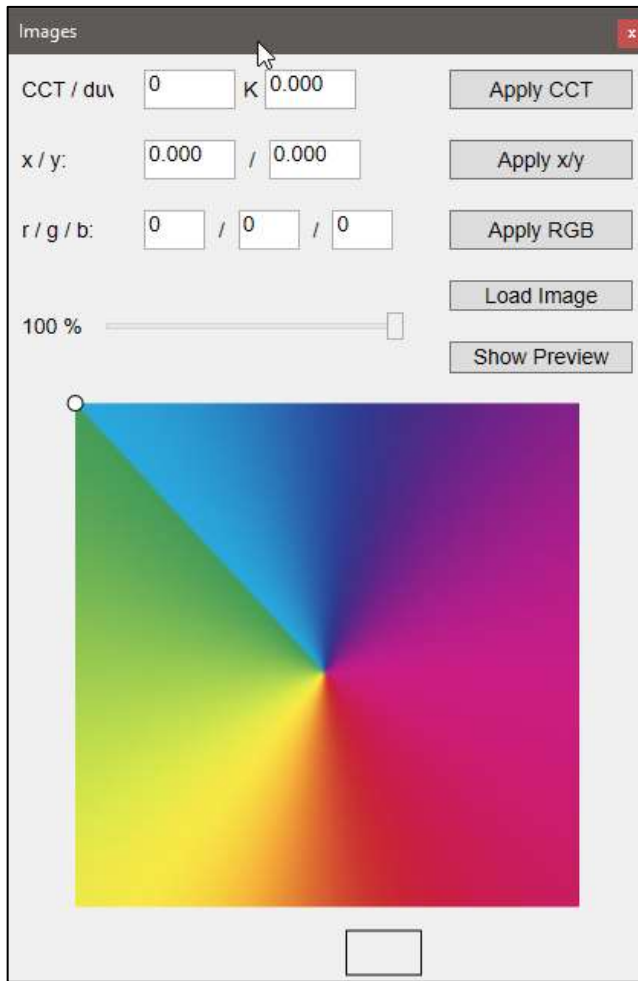 Images x
CCT / duv 0 K 0.000 Apply CCT
x / y: 0.000 / 0.000 Apply x/y
r / g / b: 0 / 0 / 0 Apply RGB
Load Image
100 %
Show Preview